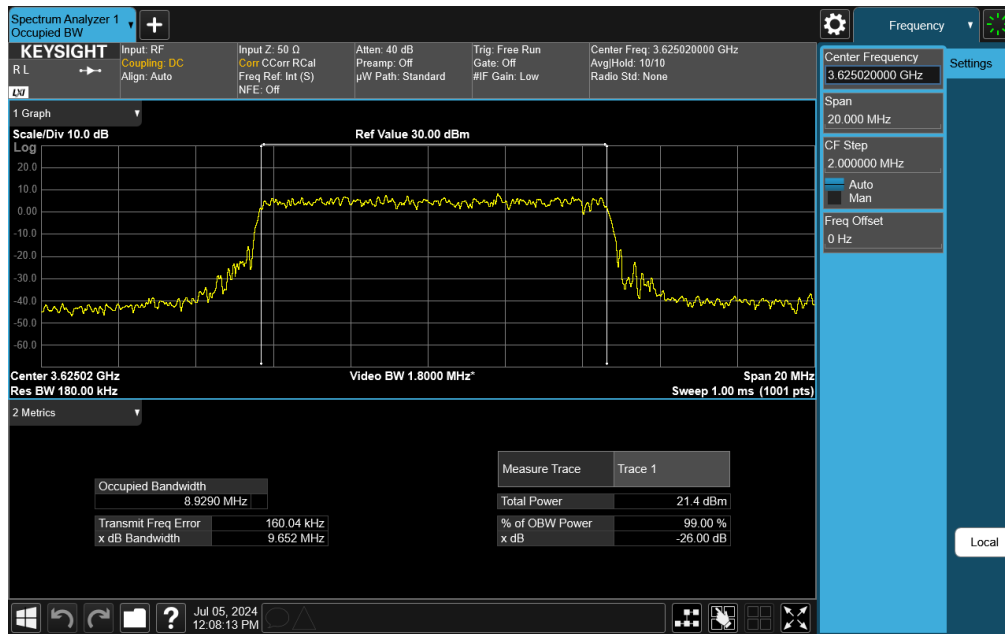 Spectrum Analyzer 1
Occupied BW
Frequency
KEYSIGHT
R L
LXI
Input: RF
Coupling: DC
Align: Auto
Input Z: 50 Ω
Corr CCorr RCal
Freq Ref: Int (S)
NFE: Off
Atten: 40 dB
Preamp: Off
µW Path: Standard
Trig: Free Run
Gate: Off
#IF Gain: Low
Center Freq: 3.625020000 GHz
Avg|Hold: 10/10
Radio Std: None
Center Frequency
3.625020000 GHz
Settings
Span
20.000 MHz
CF Step
2.000000 MHz
Auto
Man
Freq Offset
0 Hz
1 Graph
Scale/Div 10.0 dB
Ref Value 30.00 dBm
Log
20.0
10.0
0.00
-10.0
-20.0
-30.0
-40.0
-50.0
-60.0
Center 3.62502 GHz
Video BW 1.8000 MHz*
Span 20 MHz
Res BW 180.00 kHz
Sweep 1.00 ms (1001 pts)
2 Metrics
Measure Trace Trace 1
Occupied Bandwidth
8.9290 MHz
Total Power 21.4 dBm
Transmit Freq Error 160.04 kHz
% of OBW Power 99.00 %
x dB Bandwidth 9.652 MHz
x dB -26.00 dB
Local
?
Jul 05, 2024
12:08:13 PM